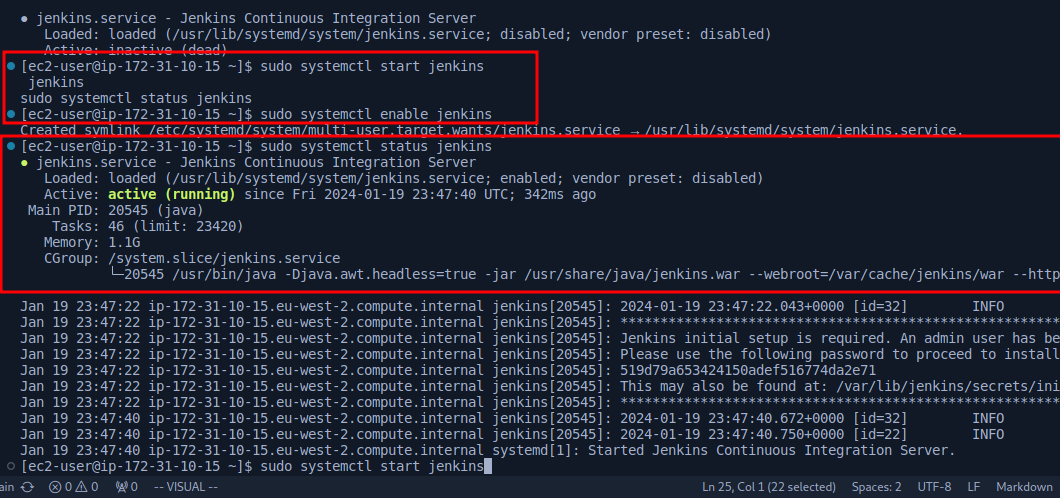 ● jenkins.service - Jenkins Continuous Integration Server
Loaded: loaded (/usr/lib/systemd/system/jenkins.service; disabled; vendor preset: disabled)
Active: inactive (dead)
[ec2-user@ip-172-31-10-15 ~]$ sudo systemctl start jenkins
jenkins
sudo systemctl status jenkins
[ec2-user@ip-172-31-10-15 ~]$ sudo systemctl enable jenkins
Created symlink /etc/systemd/system/multi-user.target.wants/jenkins.service → /usr/lib/systemd/system/jenkins.service.
[ec2-user@ip-172-31-10-15 ~]$ sudo systemctl status jenkins
● jenkins.service - Jenkins Continuous Integration Server
Loaded: loaded (/usr/lib/systemd/system/jenkins.service; enabled; vendor preset: disabled)
Active: active (running) since Fri 2024-01-19 23:47:40 UTC; 342ms ago
Main PID: 20545 (java)
Tasks: 46 (limit: 23420)
Memory: 1.1G
CGroup: /system.slice/jenkins.service
└─20545 /usr/bin/java -Djava.awt.headless=true -jar /usr/share/java/jenkins.war --webroot=/var/cache/jenkins/war --http
Jan 19 23:47:22 ip-172-31-10-15.eu-west-2.compute.internal jenkins[20545]: 2024-01-19 23:47:22.043+0000 [id=32] INFO
Jan 19 23:47:22 ip-172-31-10-15.eu-west-2.compute.internal jenkins[20545]: *******************************************************
Jan 19 23:47:22 ip-172-31-10-15.eu-west-2.compute.internal jenkins[20545]: Jenkins initial setup is required. An admin user has be
Jan 19 23:47:22 ip-172-31-10-15.eu-west-2.compute.internal jenkins[20545]: Please use the following password to proceed to install
Jan 19 23:47:22 ip-172-31-10-15.eu-west-2.compute.internal jenkins[20545]: 519d79a653424150adef516774da2e71
Jan 19 23:47:22 ip-172-31-10-15.eu-west-2.compute.internal jenkins[20545]: This may also be found at: /var/lib/jenkins/secrets/ini
Jan 19 23:47:22 ip-172-31-10-15.eu-west-2.compute.internal jenkins[20545]: *******************************************************
Jan 19 23:47:40 ip-172-31-10-15.eu-west-2.compute.internal jenkins[20545]: 2024-01-19 23:47:40.672+0000 [id=32] INFO
Jan 19 23:47:40 ip-172-31-10-15.eu-west-2.compute.internal jenkins[20545]: 2024-01-19 23:47:40.750+0000 [id=22] INFO
Jan 19 23:47:40 ip-172-31-10-15.eu-west-2.compute.internal systemd[1]: Started Jenkins Continuous Integration Server.
[ec2-user@ip-172-31-10-15 ~]$ sudo systemctl start jenkins
ain 0 0 0 -- VISUAL -- Ln 25, Col 1 (22 selected) Spaces: 2 UTF-8 LF Markdown